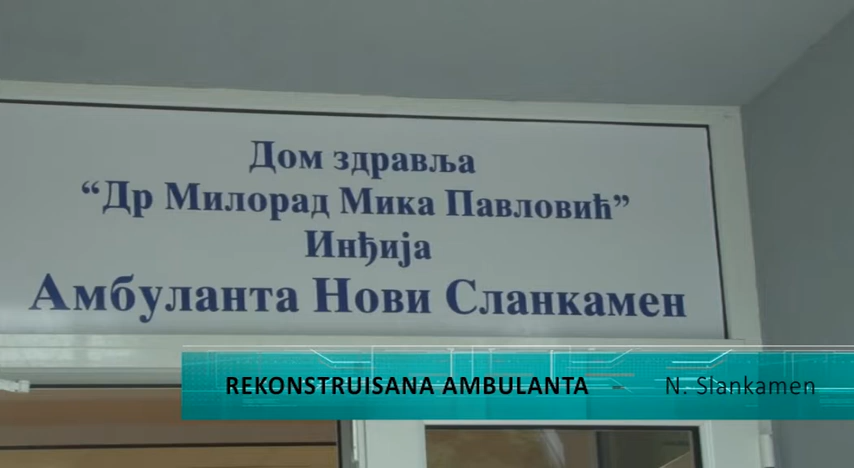 Дом здравља
“Др Милорад Мика Павловић”
Инђија
Амбуланта Нови Сланкамен
REKONSTRUISANA AMBULANTA - N. Slankamen